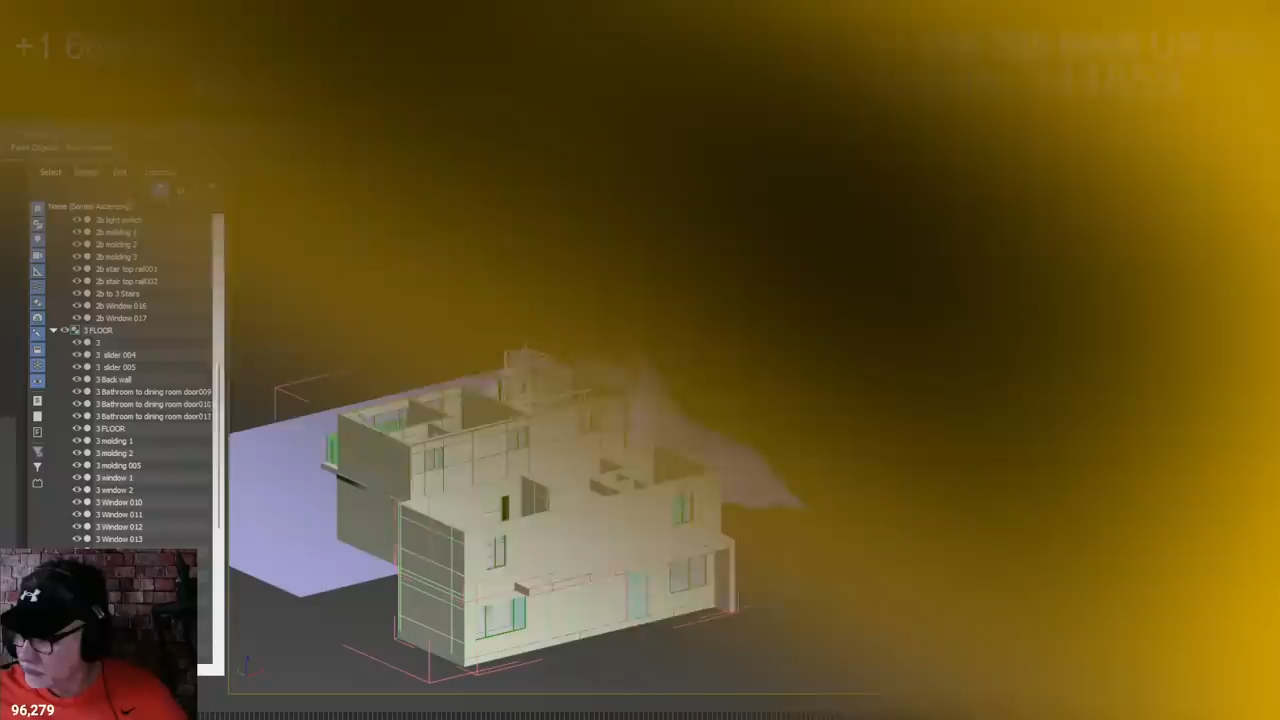 Select
Name (Sorted Ascending)
2b light switch
2b molding 1
2b molding 2
2b molding 3
2b stair top rail001
2b stair top rail002
2b to 3 Stairs
2b Window 016
2b Window 017
3 FLOOR
3
3 slider 004
3 slider 005
3 Back wall
3 Bathroom to dining room door009
3 Bathroom to dining room door010
3 Bathroom to dining room door013
3 FLOOR
3 molding 1
3 molding 2
3 molding 005
3 window 1
3 window 2
3 Window 010
3 Window 011
3 Window 012
3 Window 013
96,279